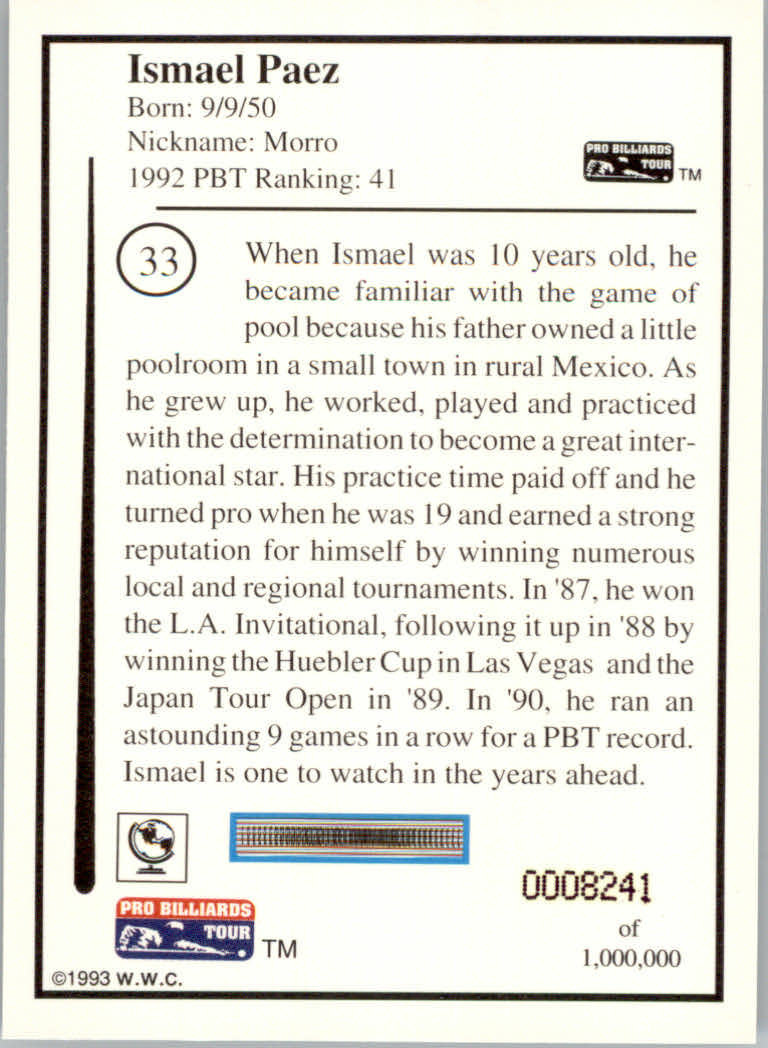 Ismael Paez
Born: 9/9/50
Nickname: Morro
1992 PBT Ranking: 41
PRO BILLIARDS
TOUR
TM
33
When Ismael was 10 years old, he
became familiar with the game of
pool because his father owned a little
poolroom in a small town in rural Mexico. As
he grew up, he worked, played and practiced
with the determination to become a great inter-
national star. His practice time paid off and he
turned pro when he was 19 and earned a strong
reputation for himself by winning numerous
local and regional tournaments. In '87, he won
the L.A. Invitational, following it up in '88 by
winning the Huebler Cup in Las Vegas and the
Japan Tour Open in '89. In '90, he ran an
astounding 9 games in a row for a PBT record.
Ismael is one to watch in the years ahead.
0008241
of
1,000,000
PRO BILLIARDS
TOUR
TM
©1993 W.W.C.